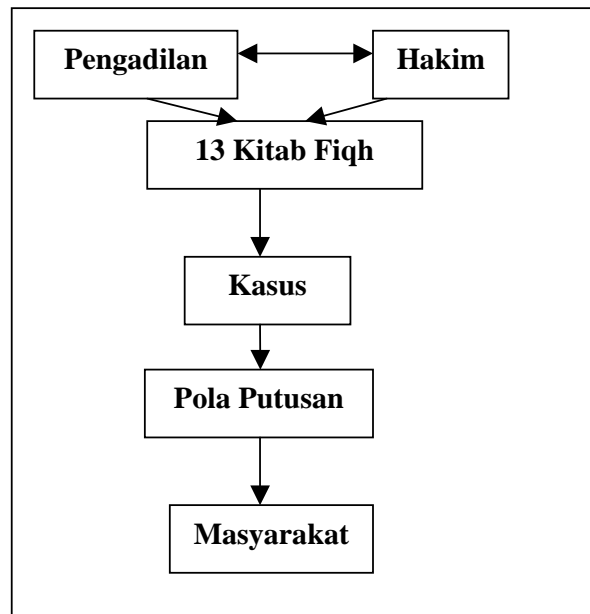 Pengadilan
Hakim
13 Kitab Fiqh
Kasus
Pola Putusan
Masyarakat